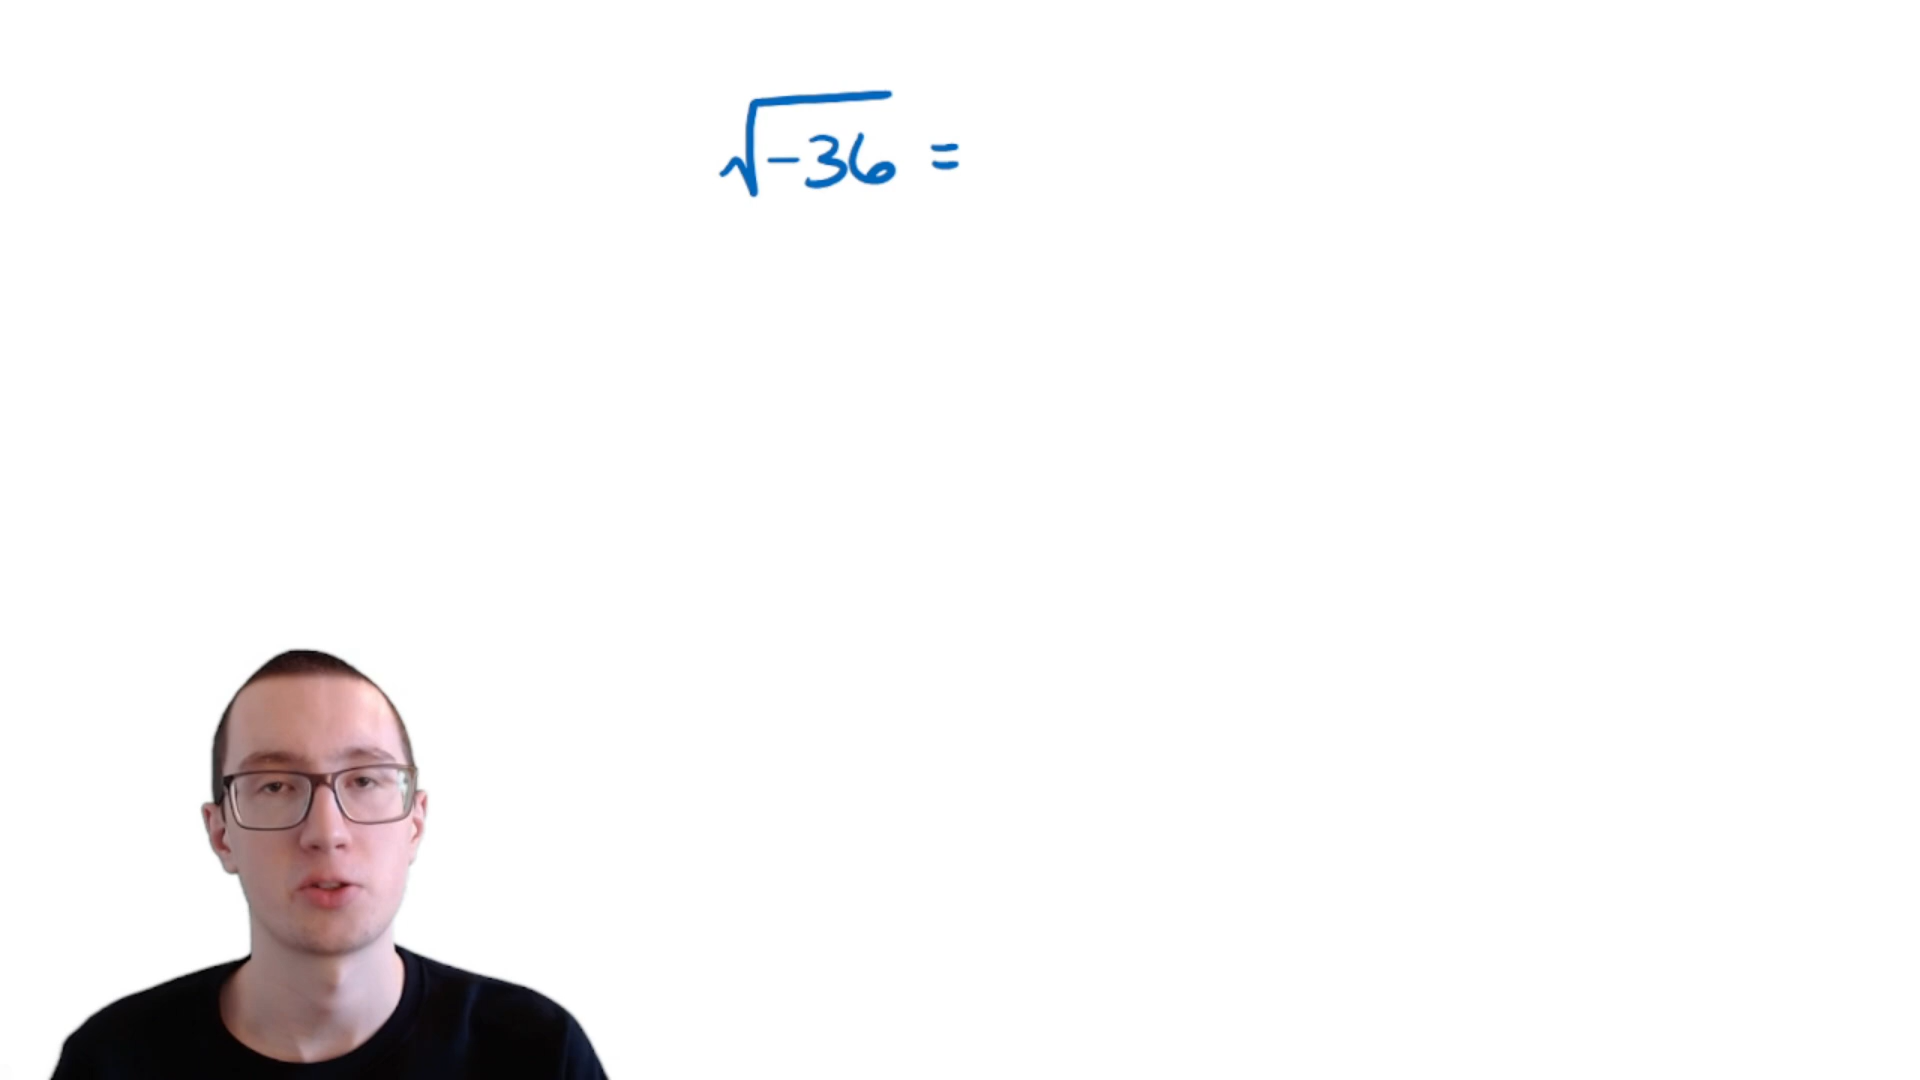 √-36 =